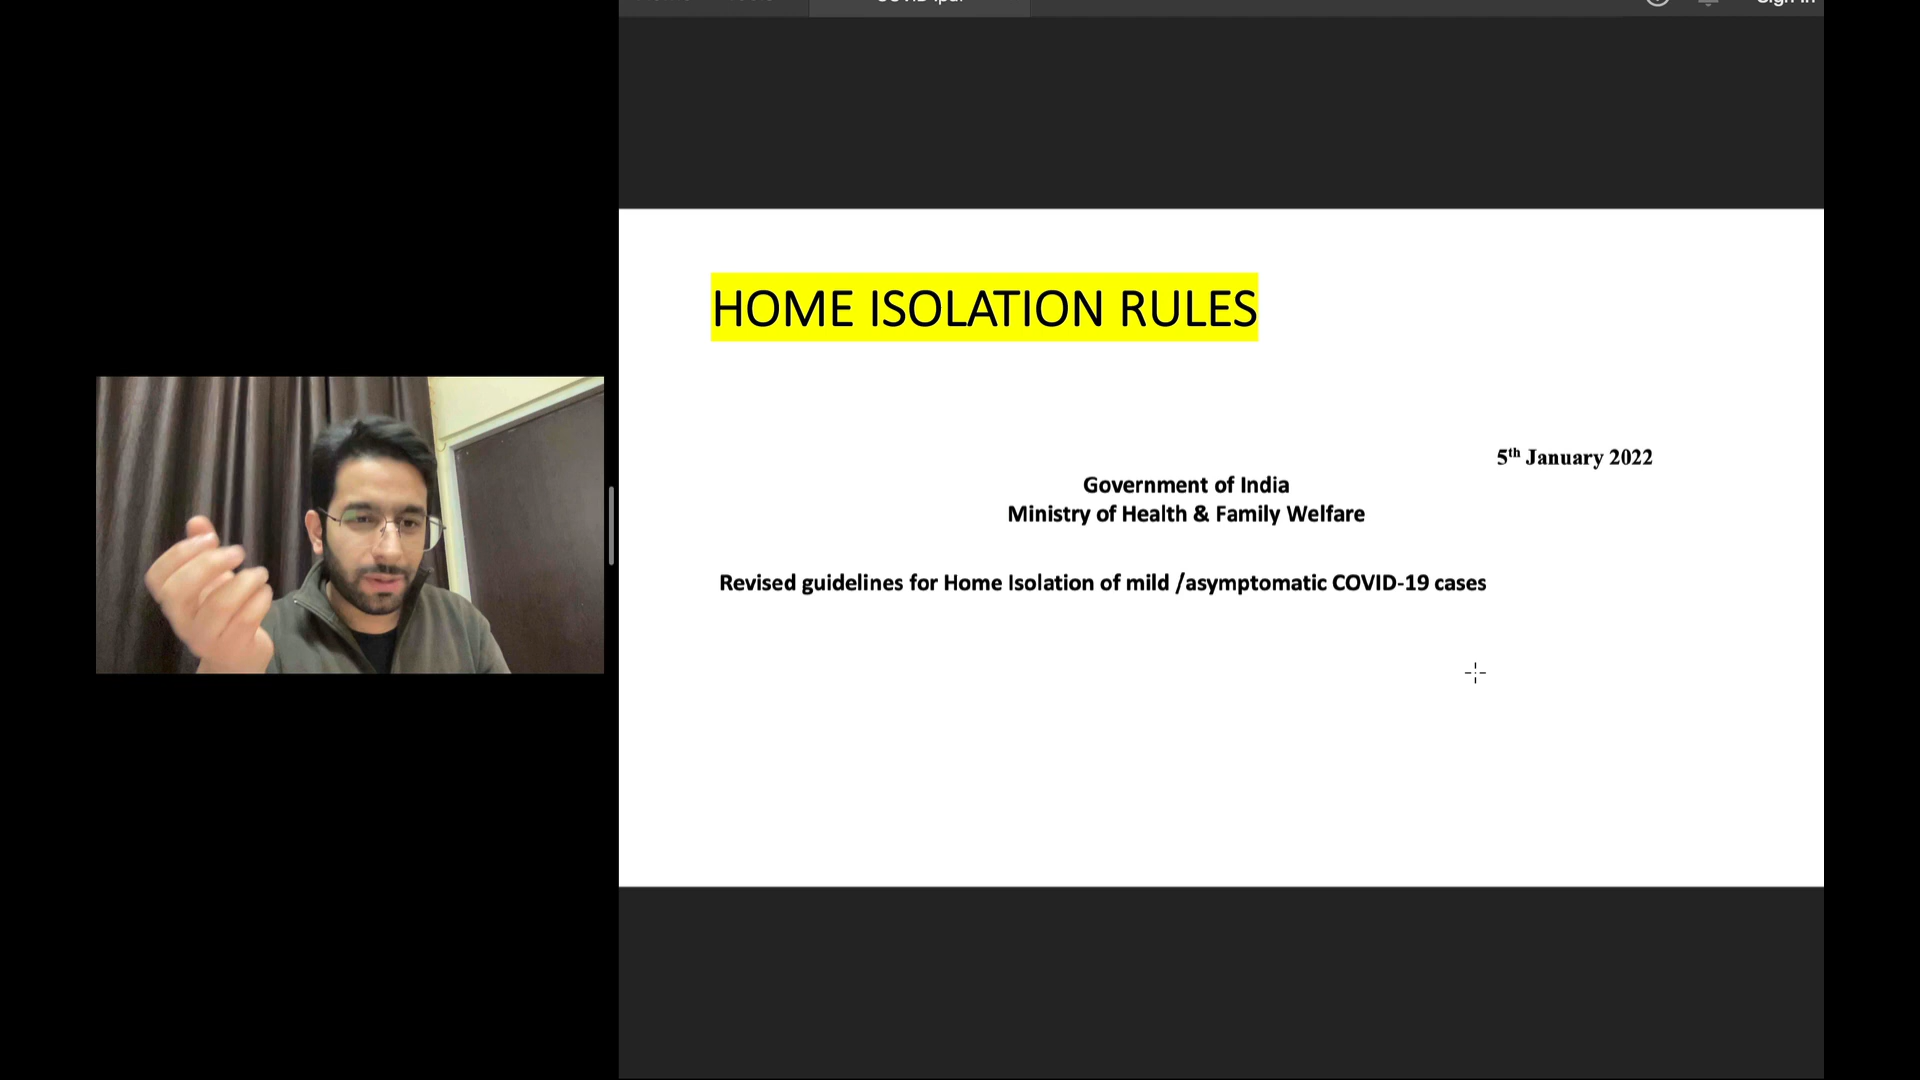 HOME ISOLATION RULES
5th January 2022
Government of India
Ministry of Health & Family Welfare
Revised guidelines for Home Isolation of mild /asymptomatic COVID-19 cases